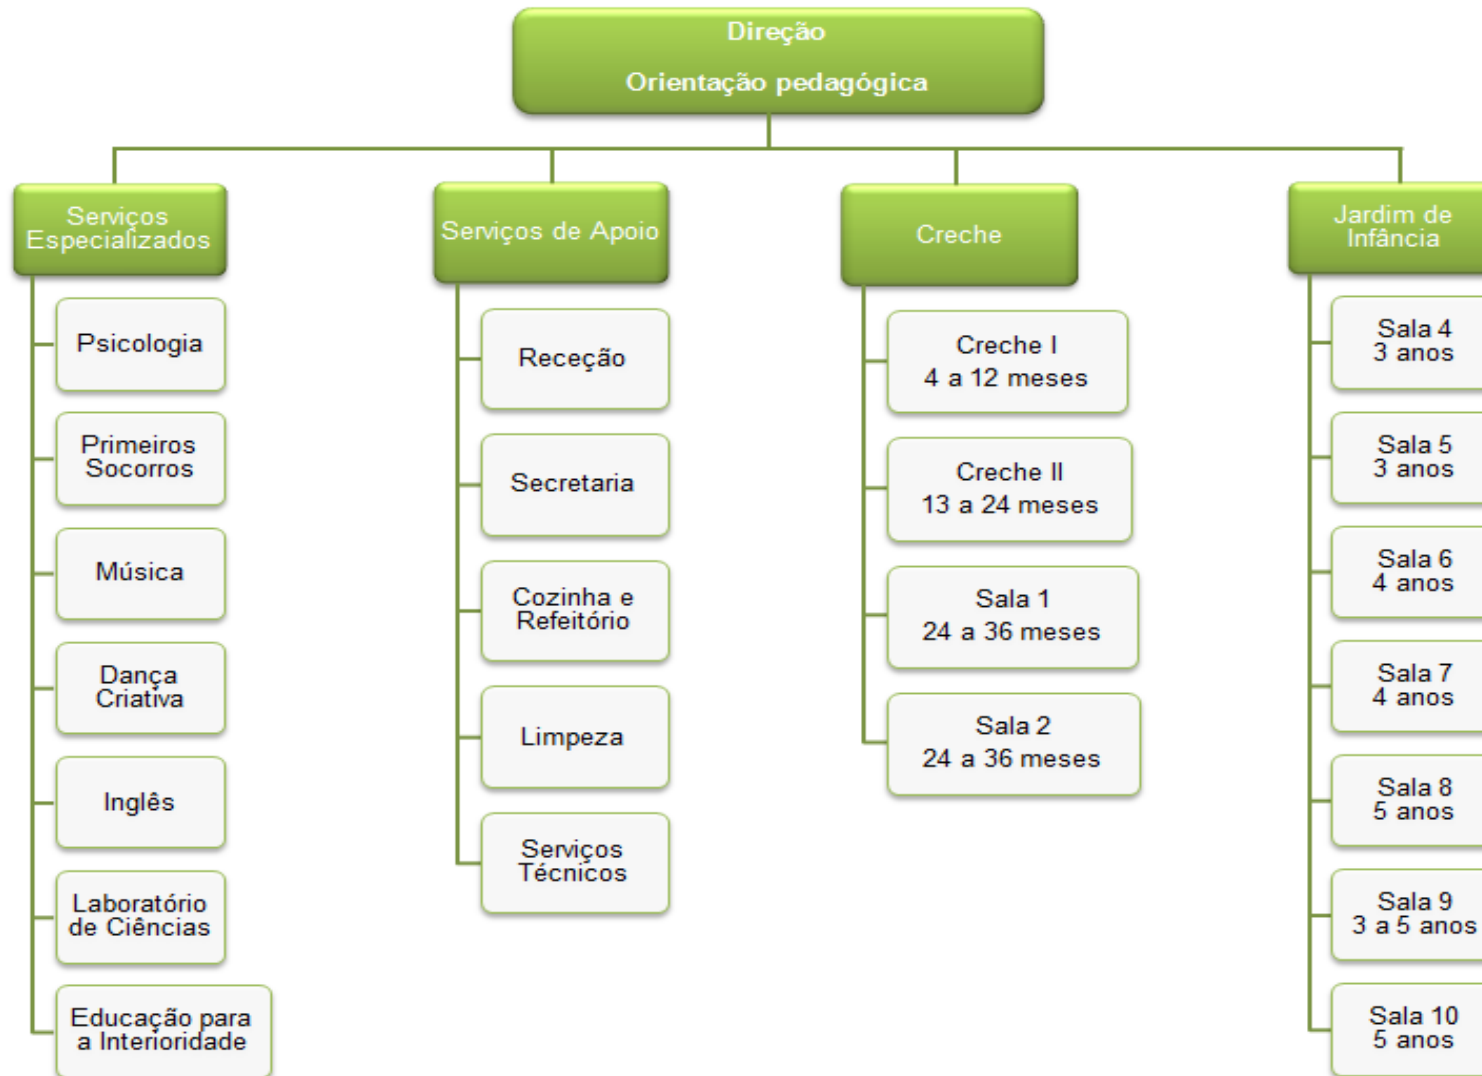 Direção
Orientação pedagógica
Serviços
Especializados
Psicologia
Primeiros
Socorros
Música
Dança
Criativa
Inglês
Laboratório
de Ciências
Educação para
a Interioridade
Serviços de Apoio
Receção
Secretaria
Cozinha e
Refeitório
Limpeza
Serviços
Técnicos
Creche
Creche I
4 a 12 meses
Creche II
13 a 24 meses
Sala 1
24 a 36 meses
Sala 2
24 a 36 meses
Jardim de
Infância
Sala 4
3 anos
Sala 5
3 anos
Sala 6
4 anos
Sala 7
4 anos
Sala 8
5 anos
Sala 9
3 a 5 anos
Sala 10
5 anos